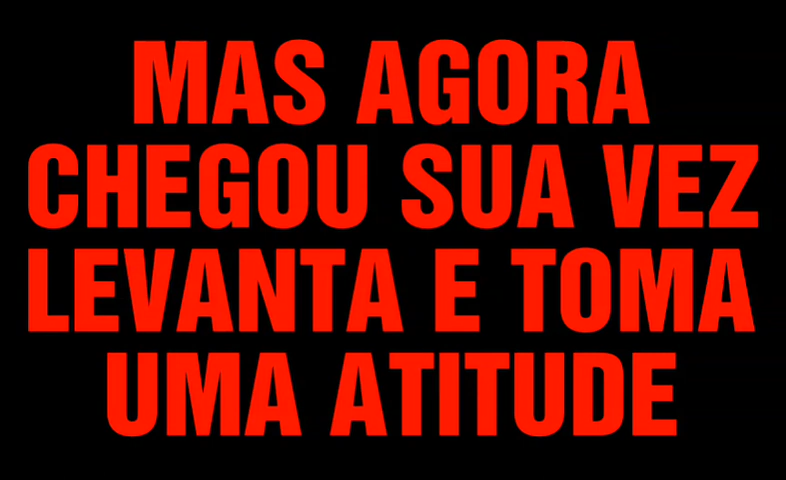 MAS AGORA
CHEGOU SUA VEZ
LEVANTA E TOMA
UMA ATITUDE